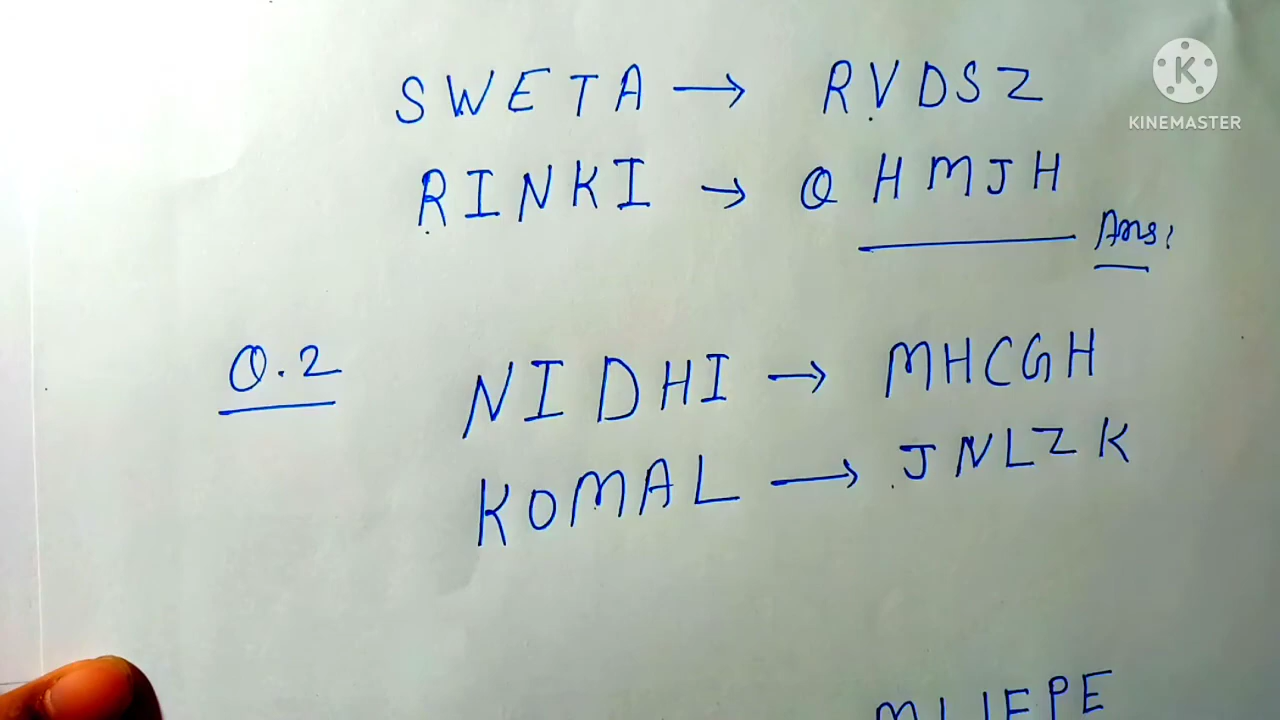 SWETA → RVDSZ
KINEMASTER
RINKI → QHMJH
Ans:
Q.2
NIDHI → MHCGH
KOMAL → JNLZK